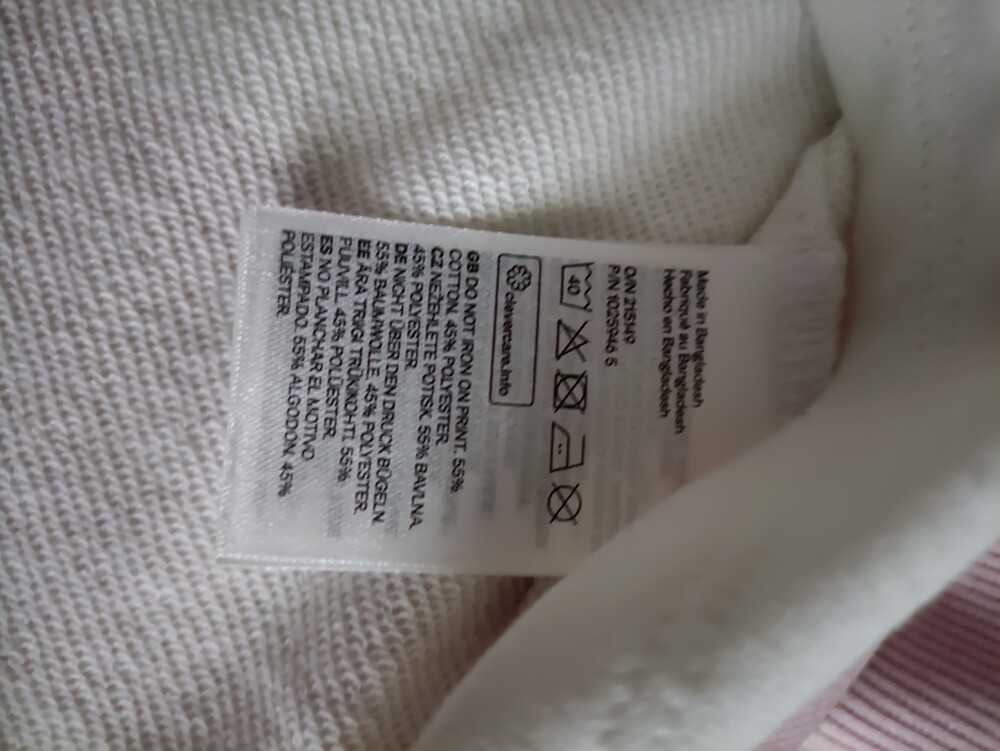 Made in Bangladesh
Fabriqué au Bangladesh
Hecho en Bangladesh
O/N 215149
P/N 1025946 5
40
clevercare.info
GB DO NOT IRON ON PRINT. 55%
COTTON. 45% POLYESTER.
CZ NEŽEHLETE POTISK. 55% BAVLNA.
45% POLYESTER.
DE NICHT ÜBER DEN DRUCK BÜGELN.
55% BAUMWOLLE. 45% POLYESTER.
EE ÄRA TRIIGI TRÜKIKOHTI. 55%
PUUVILL. 45% POLÜESTER.
ES NO PLANCHAR EL MOTIVO
ESTAMPADO. 55% ALGODÓN. 45%
POLIÉSTER.